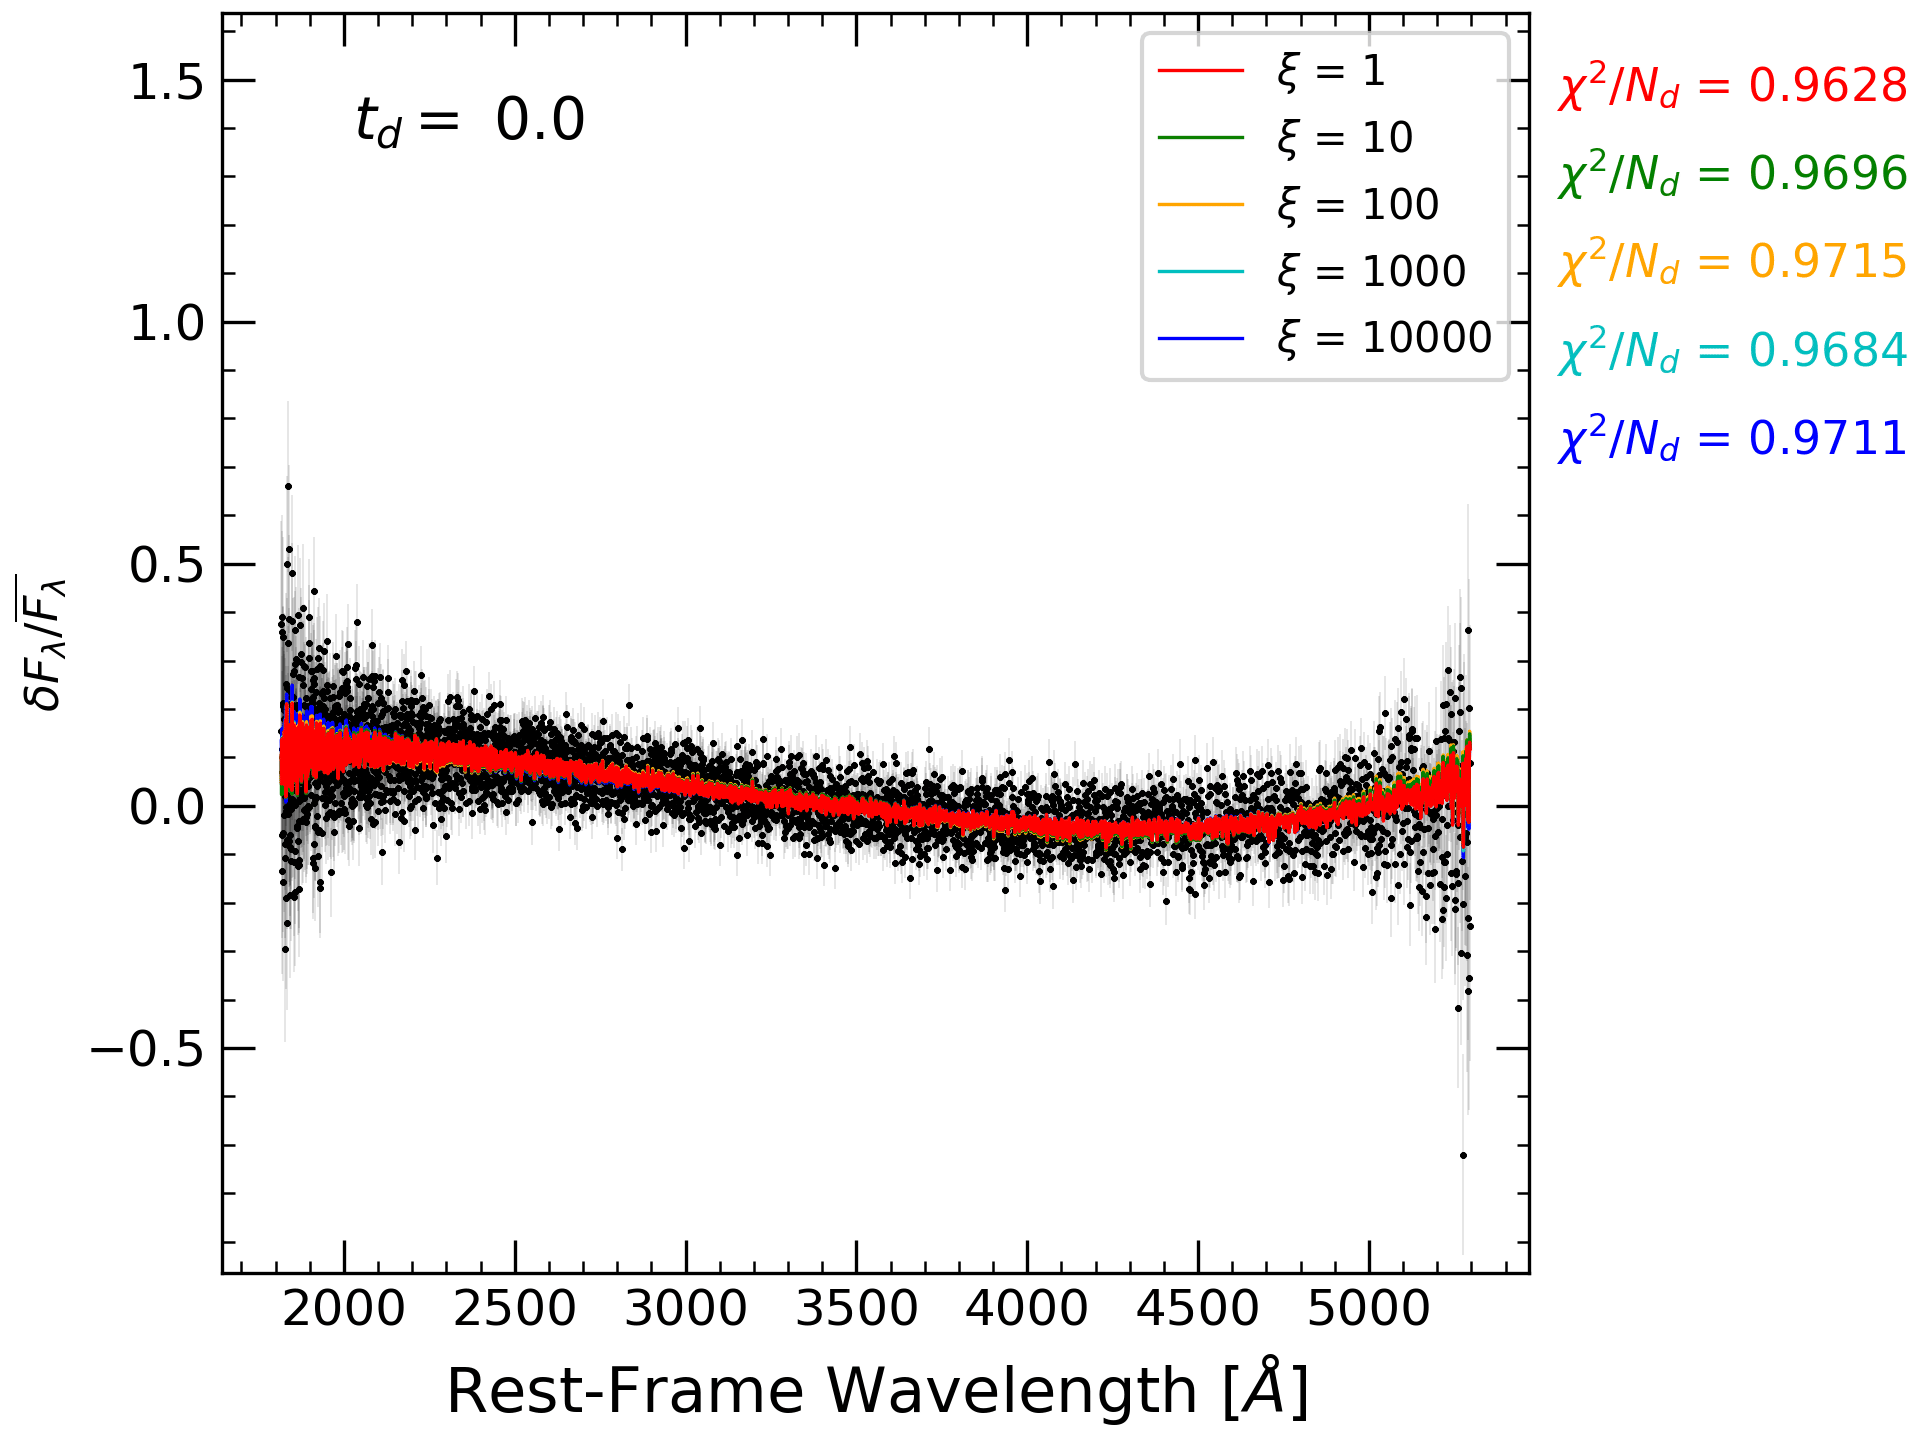 1.5
1.0
0.5
0.0
−0.5
δF_λ/\overline{F_λ}
t_d = 0.0
ξ = 1
ξ = 10
ξ = 100
ξ = 1000
ξ = 10000
χ²/N_d = 0.9628
χ²/N_d = 0.9696
χ²/N_d = 0.9715
χ²/N_d = 0.9684
χ²/N_d = 0.9711
2000 2500 3000 3500 4000 4500 5000
Rest-Frame Wavelength [Å]